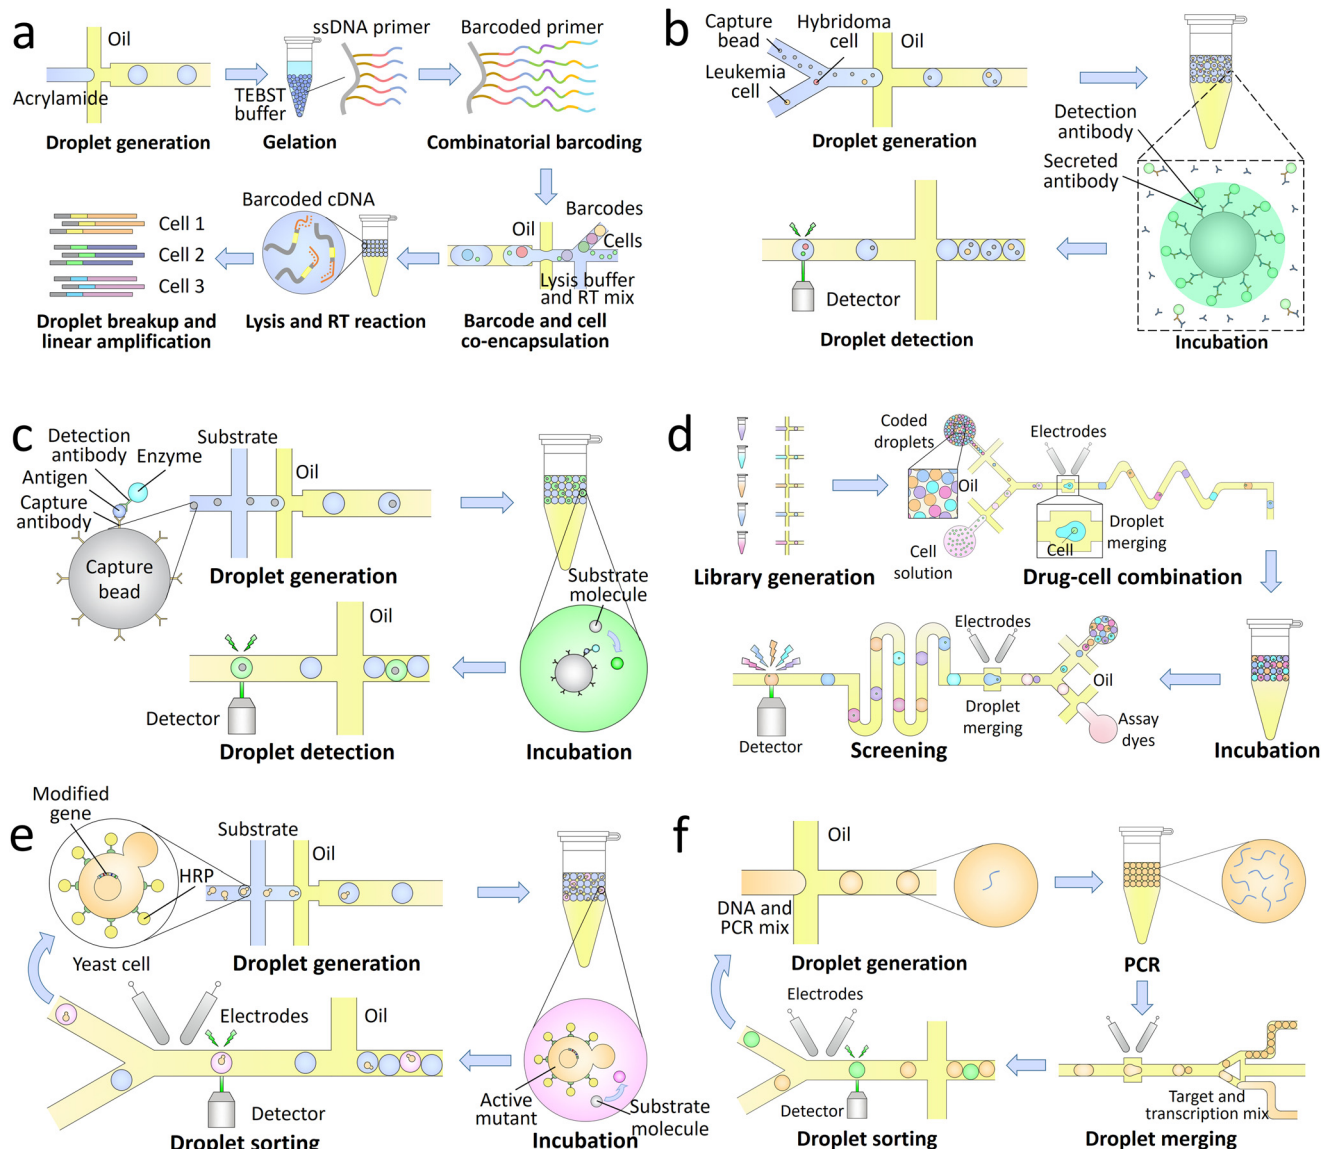 a
Oil
Acrylamide
Droplet generation
TEBST
buffer
Gelation
ssDNA primer
Barcoded primer
Combinatorial barcoding
Barcodes
Oil
Cells
Lysis buffer
and RT mix
Barcode and cell
co-encapsulation
Barcoded cDNA
Lysis and RT reaction
Cell 1
Cell 2
Cell 3
Droplet breakup and
linear amplification
b
Capture
bead
Hybridoma
cell
Oil
Leukemia
cell
Droplet generation
Detection
antibody
Secreted
antibody
Incubation
Detector
Droplet detection
c
Detection
antibody
Enzyme
Antigen
Capture
antibody
Capture
bead
Substrate
Oil
Droplet generation
Substrate
molecule
Incubation
Oil
Detector
Droplet detection
d
Library generation
Coded
droplets
Oil
Cell
solution
Electrodes
Cell
Droplet
merging
Drug-cell combination
Incubation
Electrodes
Oil
Droplet
merging
Assay
dyes
Detector
Screening
e
Modified
gene
HRP
Yeast cell
Substrate
Oil
Droplet generation
Active
mutant
Substrate
molecule
Incubation
Electrodes
Oil
Detector
Droplet sorting
f
Oil
DNA and
PCR mix
Droplet generation
PCR
Target and
transcription mix
Droplet merging
Electrodes
Detector
Droplet sorting